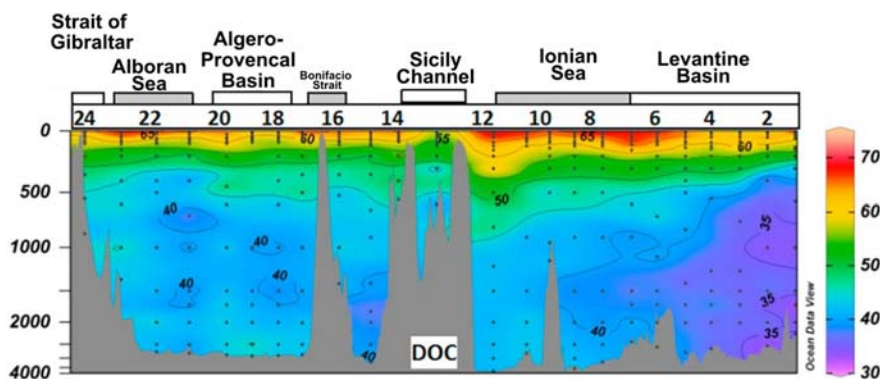 Strait of
Gibraltar
Alboran
Sea
Algero-
Provencal
Basin
Bonifacio
Strait
Sicily
Channel
Ionian
Sea
Levantine
Basin
24 22 20 18 16 14 12 10 8 6 4 2
0
500
1000
2000
4000
65
60
55
65
60
50
40
40
40
40
40
35
35
35
DOC
Ocean Data View
70
60
50
40
30